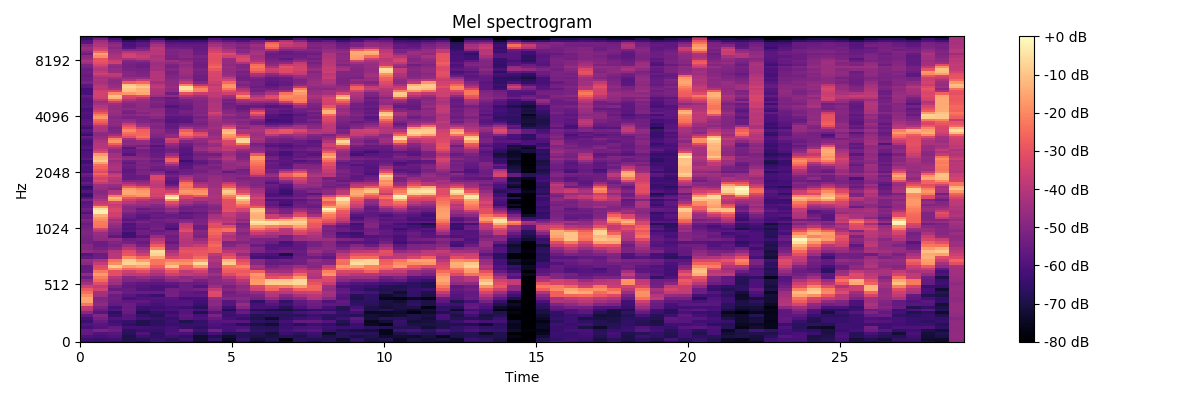 Mel spectrogram
+0 dB
8192
-10 dB
-20 dB
4096
-30 dB
Hz
2048
-40 dB
1024
-50 dB
-60 dB
512
-70 dB
0
-80 dB
0 5 10 15 20 25
Time